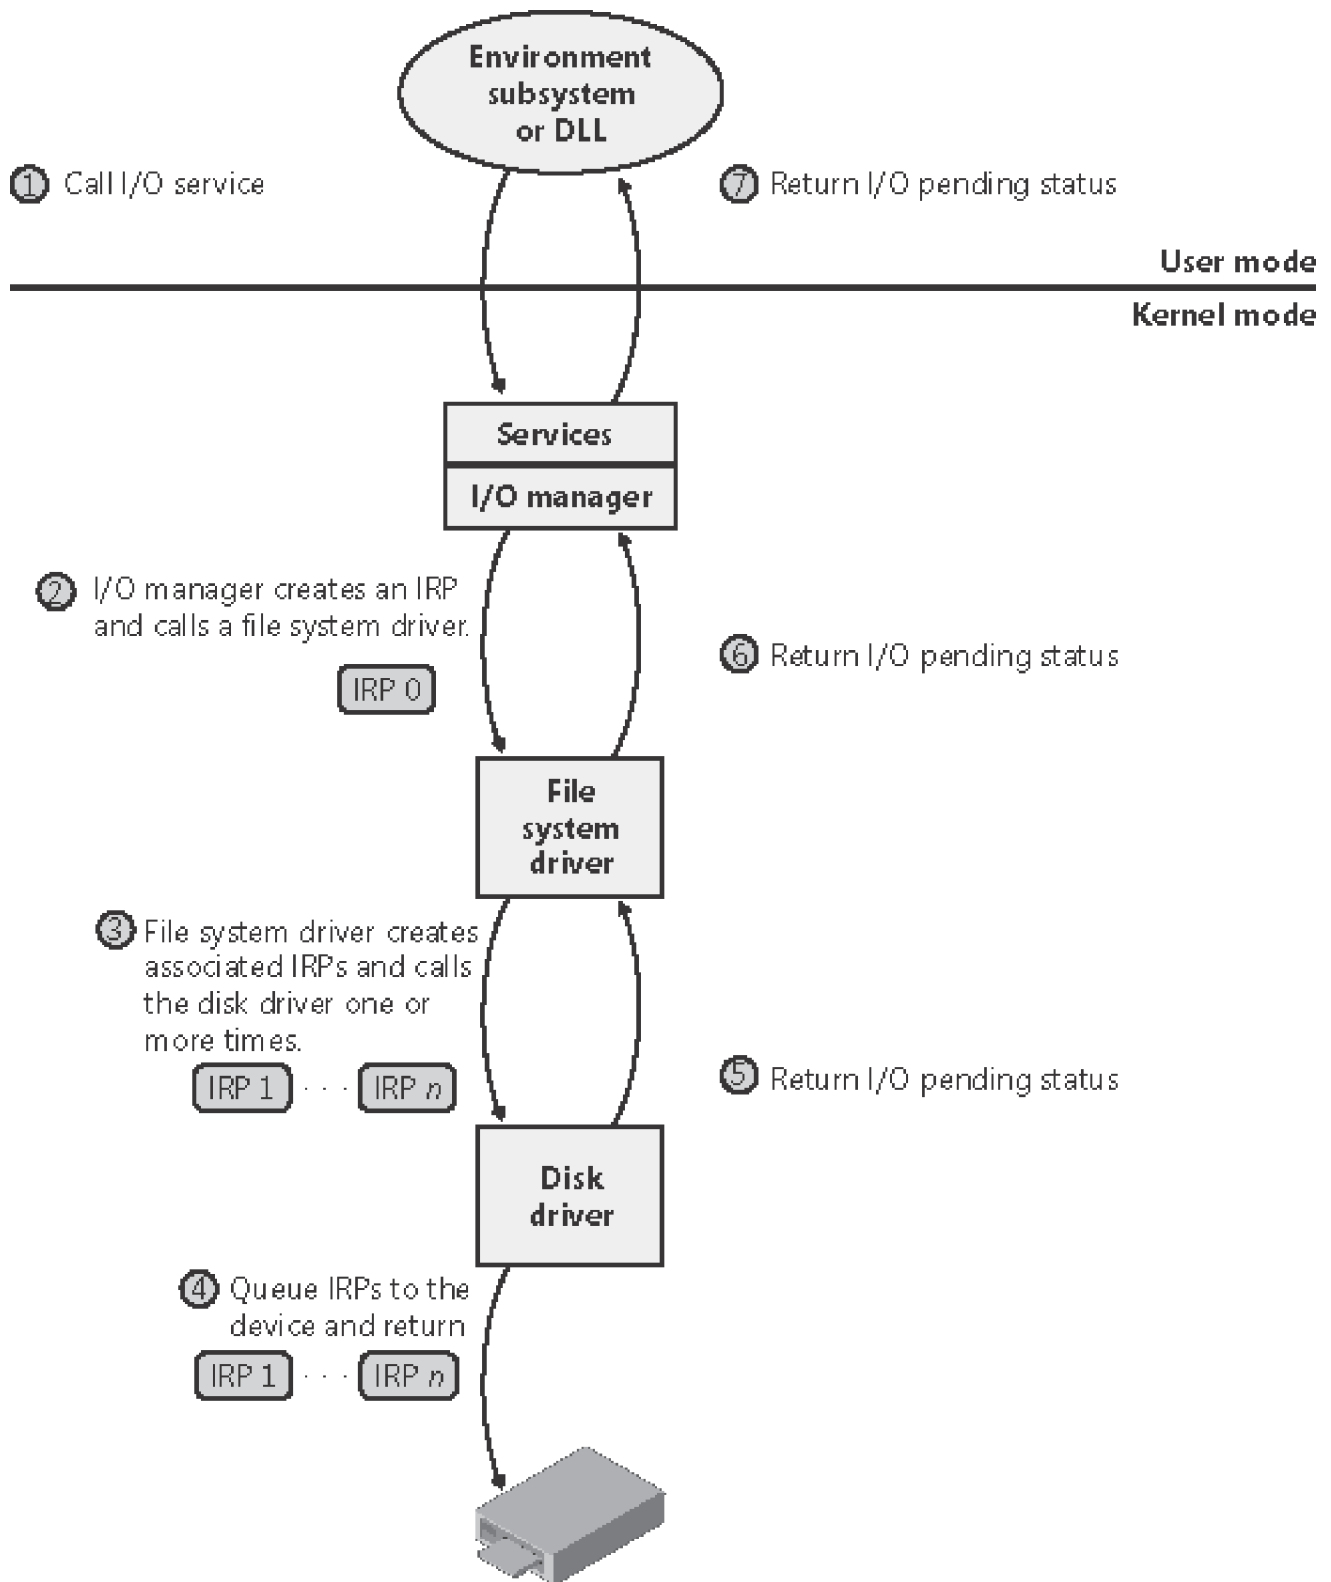 Environment
subsystem
or DLL
1 Call I/O service
7 Return I/O pending status
User mode
Kernel mode
Services
I/O manager
2 I/O manager creates an IRP
and calls a file system driver.
IRP 0
6 Return I/O pending status
File
system
driver
3 File system driver creates
associated IRPs and calls
the disk driver one or
more times.
IRP 1 · · · IRP n
5 Return I/O pending status
Disk
driver
4 Queue IRPs to the
device and return
IRP 1 · · · IRP n